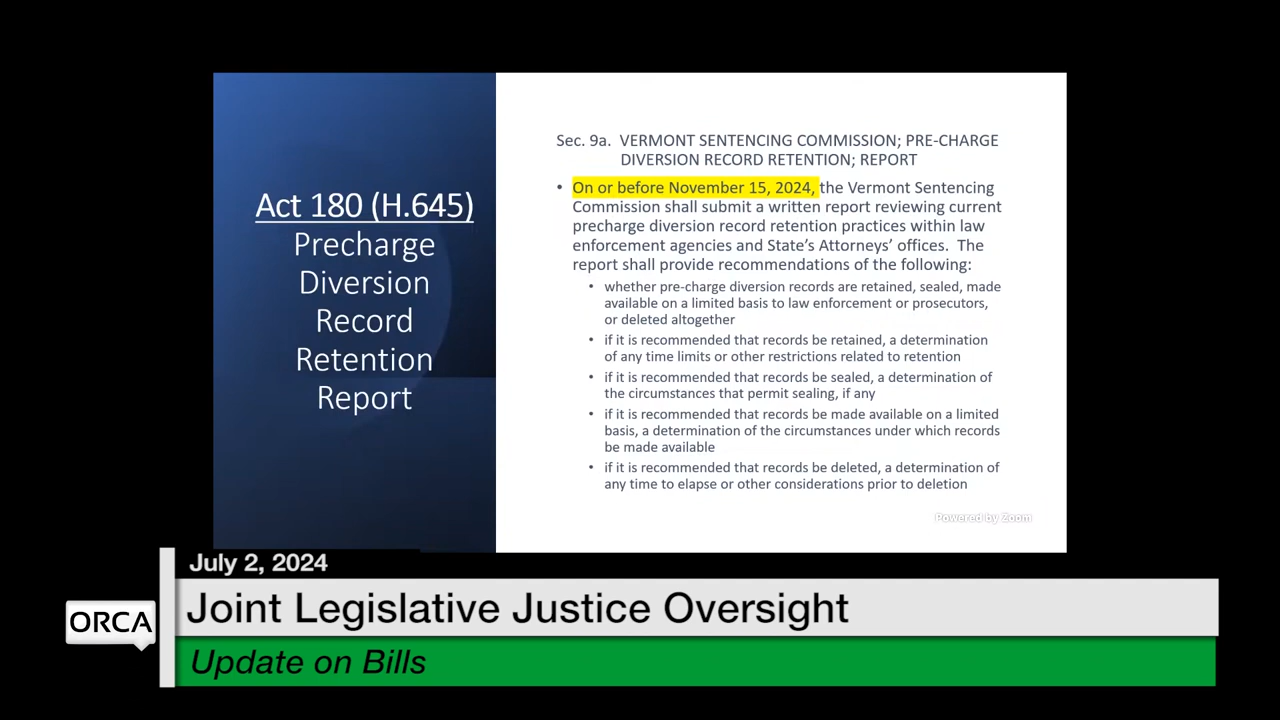 Act 180 (H.645)
Precharge
Diversion
Record
Retention
Report
Sec. 9a. VERMONT SENTENCING COMMISSION; PRE-CHARGE
DIVERSION RECORD RETENTION; REPORT
• On or before November 15, 2024, the Vermont Sentencing
Commission shall submit a written report reviewing current
precharge diversion record retention practices within law
enforcement agencies and State’s Attorneys’ offices. The
report shall provide recommendations of the following:
• whether pre-charge diversion records are retained, sealed, made
available on a limited basis to law enforcement or prosecutors,
or deleted altogether
• if it is recommended that records be retained, a determination
of any time limits or other restrictions related to retention
• if it is recommended that records be sealed, a determination of
the circumstances that permit sealing, if any
• if it is recommended that records be made available on a limited
basis, a determination of the circumstances under which records
be made available
• if it is recommended that records be deleted, a determination of
any time to elapse or other considerations prior to deletion
Powered by Zoom
July 2, 2024
ORCA
Joint Legislative Justice Oversight
Update on Bills